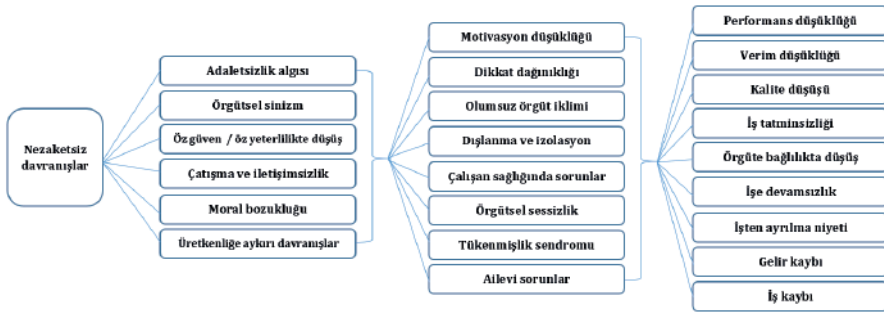 Nezaketsiz
davranışlar
Adaletsizlik algısı
Örgütsel sinizm
Öz güven / öz yeterlilikte düşüş
Çatışma ve iletişimsizlik
Moral bozukluğu
Üretkenliğe aykırı davranışlar
Motivasyon düşüklüğü
Dikkat dağınıklığı
Olumsuz örgüt iklimi
Dışlanma ve izolasyon
Çalışan sağlığında sorunlar
Örgütsel sessizlik
Tükenmişlik sendromu
Ailevi sorunlar
Performans düşüklüğü
Verim düşüklüğü
Kalite düşüşü
İş tatminsizliği
Örgüte bağlılıkta düşüş
İşe devamsızlık
İşten ayrılma niyeti
Gelir kaybı
İş kaybı